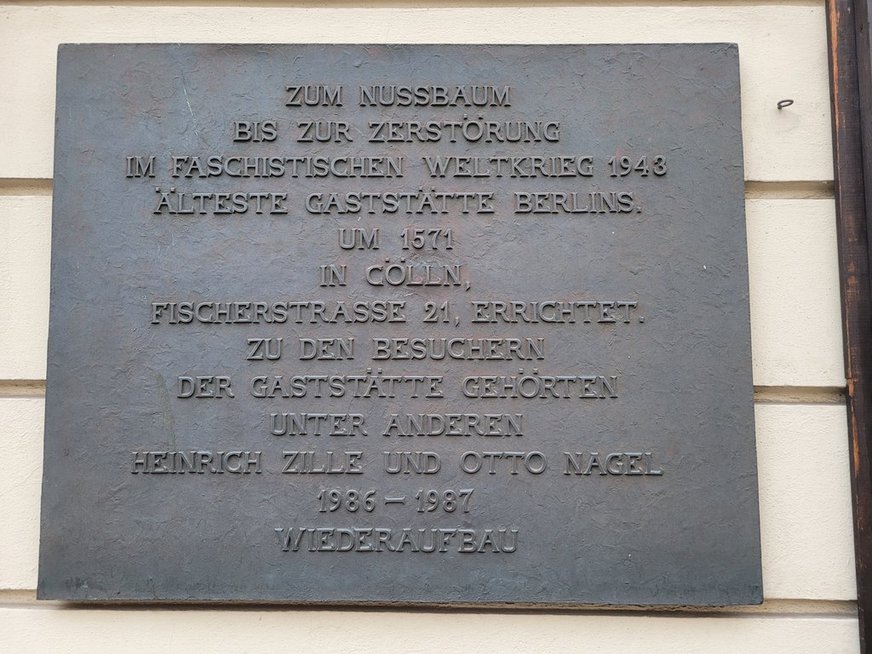 ZUM NUSSBAUM
BIS ZUR ZERSTÖRUNG
IM FASCHISTISCHEN WELTKRIEG 1943
ÄLTESTE GASTSTÄTTE BERLINS.
UM 1571
IN CÖLLN,
FISCHERSTRASSE 21, ERRICHTET.
ZU DEN BESUCHERN
DER GASTSTÄTTE GEHÖRTEN
UNTER ANDEREN
HEINRICH ZILLE UND OTTO NAGEL
1986 – 1987
WIEDERAUFBAU